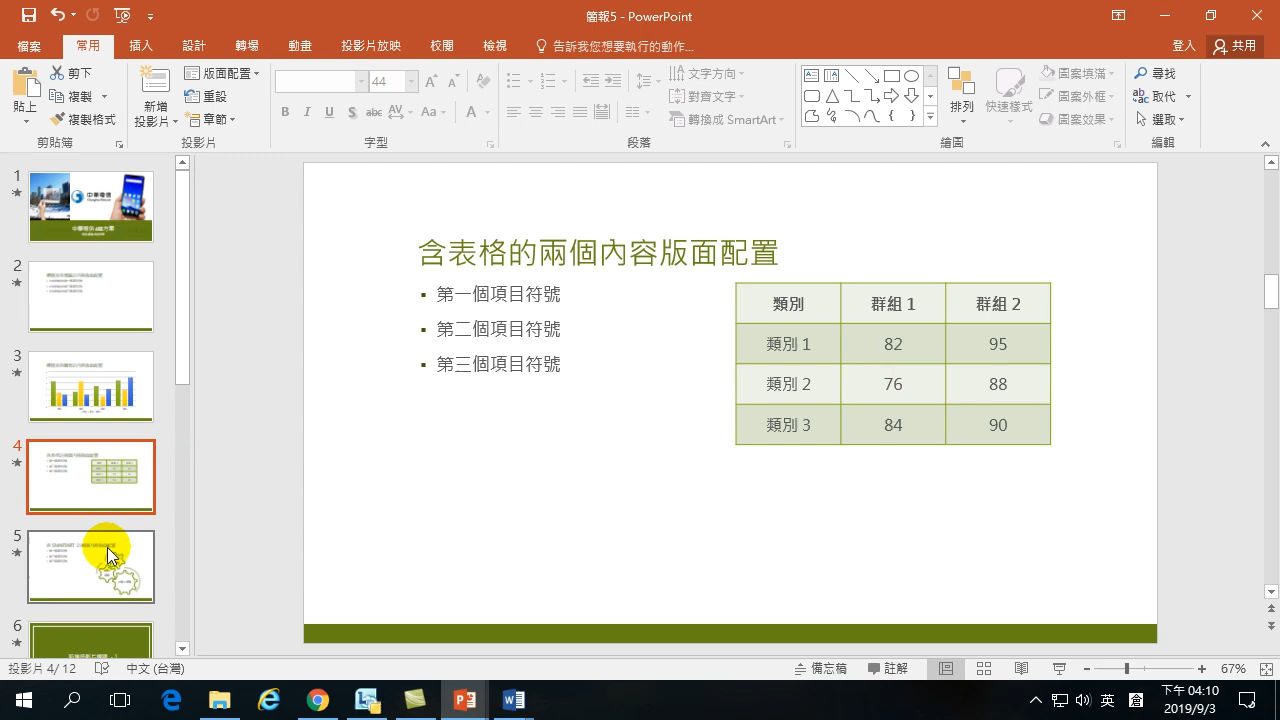 簡報5 - PowerPoint
檔案 常用 插入 設計 轉場 動畫 投影片放映 校閱 檢視 告訴我您想要執行的動作... 登入 共用
貼上 剪下 複製 複製格式 剪貼簿
新增投影片 版面配置 重設 章節 投影片
44 字型
文字方向 對齊文字 轉換成 SmartArt 段落
排列 快速樣式 圖案填滿 圖案外框 圖案效果 繪圖
尋找 取代 選取 編輯
1
中華電信
2
3
4
5
6
含表格的兩個內容版面配置
第一個項目符號
第二個項目符號
第三個項目符號
類別 群組 1 群組 2
類別 1 82 95
類別 2 76 88
類別 3 84 90
投影片 4/ 12 中文 (台灣) 備忘稿 註解 67%
英 下午 04:10
2019/9/3